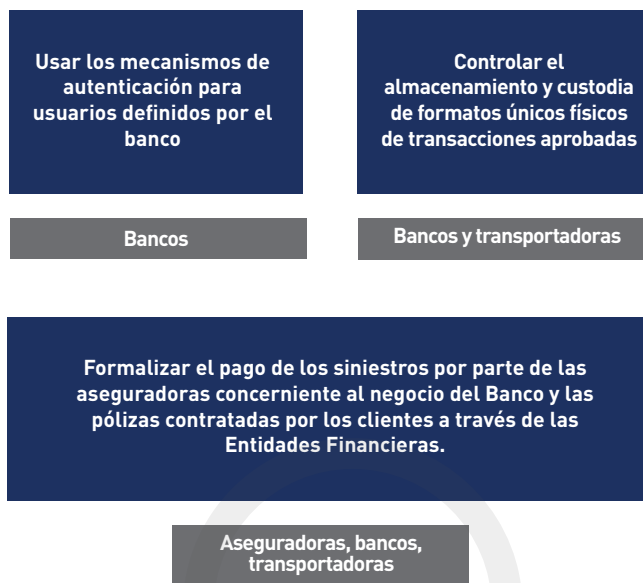 Usar los mecanismos de
autenticación para
usuarios definidos por el
banco
Controlar el
almacenamiento y custodia
de formatos únicos físicos
de transacciones aprobadas
Bancos
Bancos y transportadoras
Formalizar el pago de los siniestros por parte de las
aseguradoras concerniente al negocio del Banco y las
pólizas contratadas por los clientes a través de las
Entidades Financieras.
Aseguradoras, bancos,
transportadoras